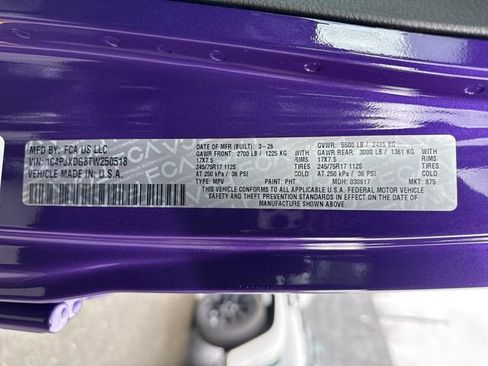 MFD BY: FCA US LLC
DATE OF MFR (BUILT): 3-26
GVWR: 5500 LB / 2495 KG
VIN: 1C4PJXDG6TW250518
GAWR FRONT: 2700 LB / 1225 KG
GAWR REAR: 3000 LB / 1361 KG
VEHICLE MADE IN: U.S.A.
17X7.5 RIMS
17X7.5 RIMS
245/75R17 112S TIRES
245/75R17 112S TIRES
AT 250 kPa / 36 PSI COLD
AT 250 kPa / 36 PSI COLD
TYPE: MPV PAINT: PHT MDH: 030617 MKT: 875
THIS VEHICLE CONFORMS TO ALL APPLICABLE U.S.A. FEDERAL MOTOR VEHICLE
SAFETY AND THEFT PREVENTION STANDARDS IN EFFECT ON THE DATE OF
MANUFACTURE SHOWN ABOVE.